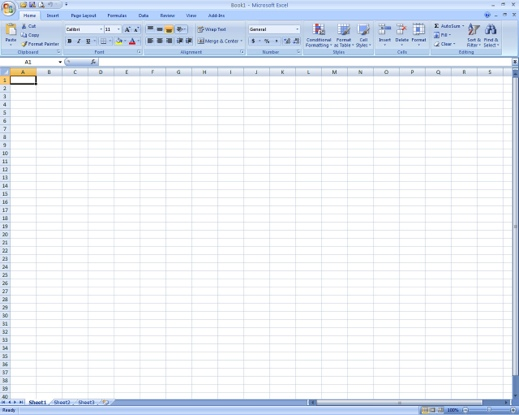 Book1 - Microsoft Excel
Home Insert Page Layout Formulas Data Review View Add-Ins
Paste Cut Copy Format Painter
Calibri 11
B I U
Wrap Text
Merge & Center
General
$ % ,
Conditional Formatting Format as Table Cell Styles
Insert Delete Format
AutoSum Fill Clear
Sort & Filter Find & Select
Clipboard Font Alignment Number Styles Cells Editing
A1 fx
A B C D E F G H I J K L M N O P Q R S
1
2
3
4
5
6
7
8
9
10
11
12
13
14
15
16
17
18
19
20
21
22
23
24
25
26
27
28
29
30
31
32
33
34
35
36
37
38
39
40
Sheet1 Sheet2 Sheet3
Ready 100%